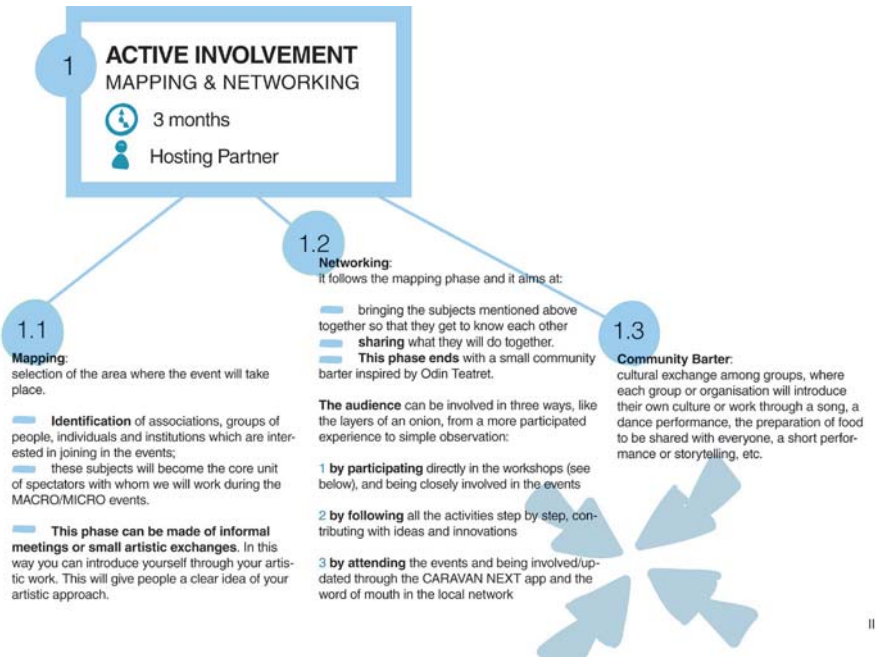 1
ACTIVE INVOLVEMENT
MAPPING & NETWORKING
3 months
Hosting Partner
1.1
Mapping:
selection of the area where the event will take
place.
Identification of associations, groups of
people, individuals and institutions which are inter-
ested in joining in the events;
these subjects will become the core unit
of spectators with whom we will work during the
MACRO/MICRO events.
This phase can be made of informal
meetings or small artistic exchanges. In this
way you can introduce yourself through your artis-
tic work. This will give people a clear idea of your
artistic approach.
1.2
Networking:
it follows the mapping phase and it aims at:
bringing the subjects mentioned above
together so that they get to know each other
sharing what they will do together.
This phase ends with a small community
barter inspired by Odin Teatret.
The audience can be involved in three ways, like
the layers of an onion, from a more participated
experience to simple observation:
1 by participating directly in the workshops (see
below), and being closely involved in the events
2 by following all the activities step by step, con-
tributing with ideas and innovations
3 by attending the events and being involved/up-
dated through the CARAVAN NEXT app and the
word of mouth in the local network
1.3
Community Barter:
cultural exchange among groups, where
each group or organisation will introduce
their own culture or work through a song, a
dance performance, the preparation of food
to be shared with everyone, a short perfor-
mance or storytelling, etc.
II